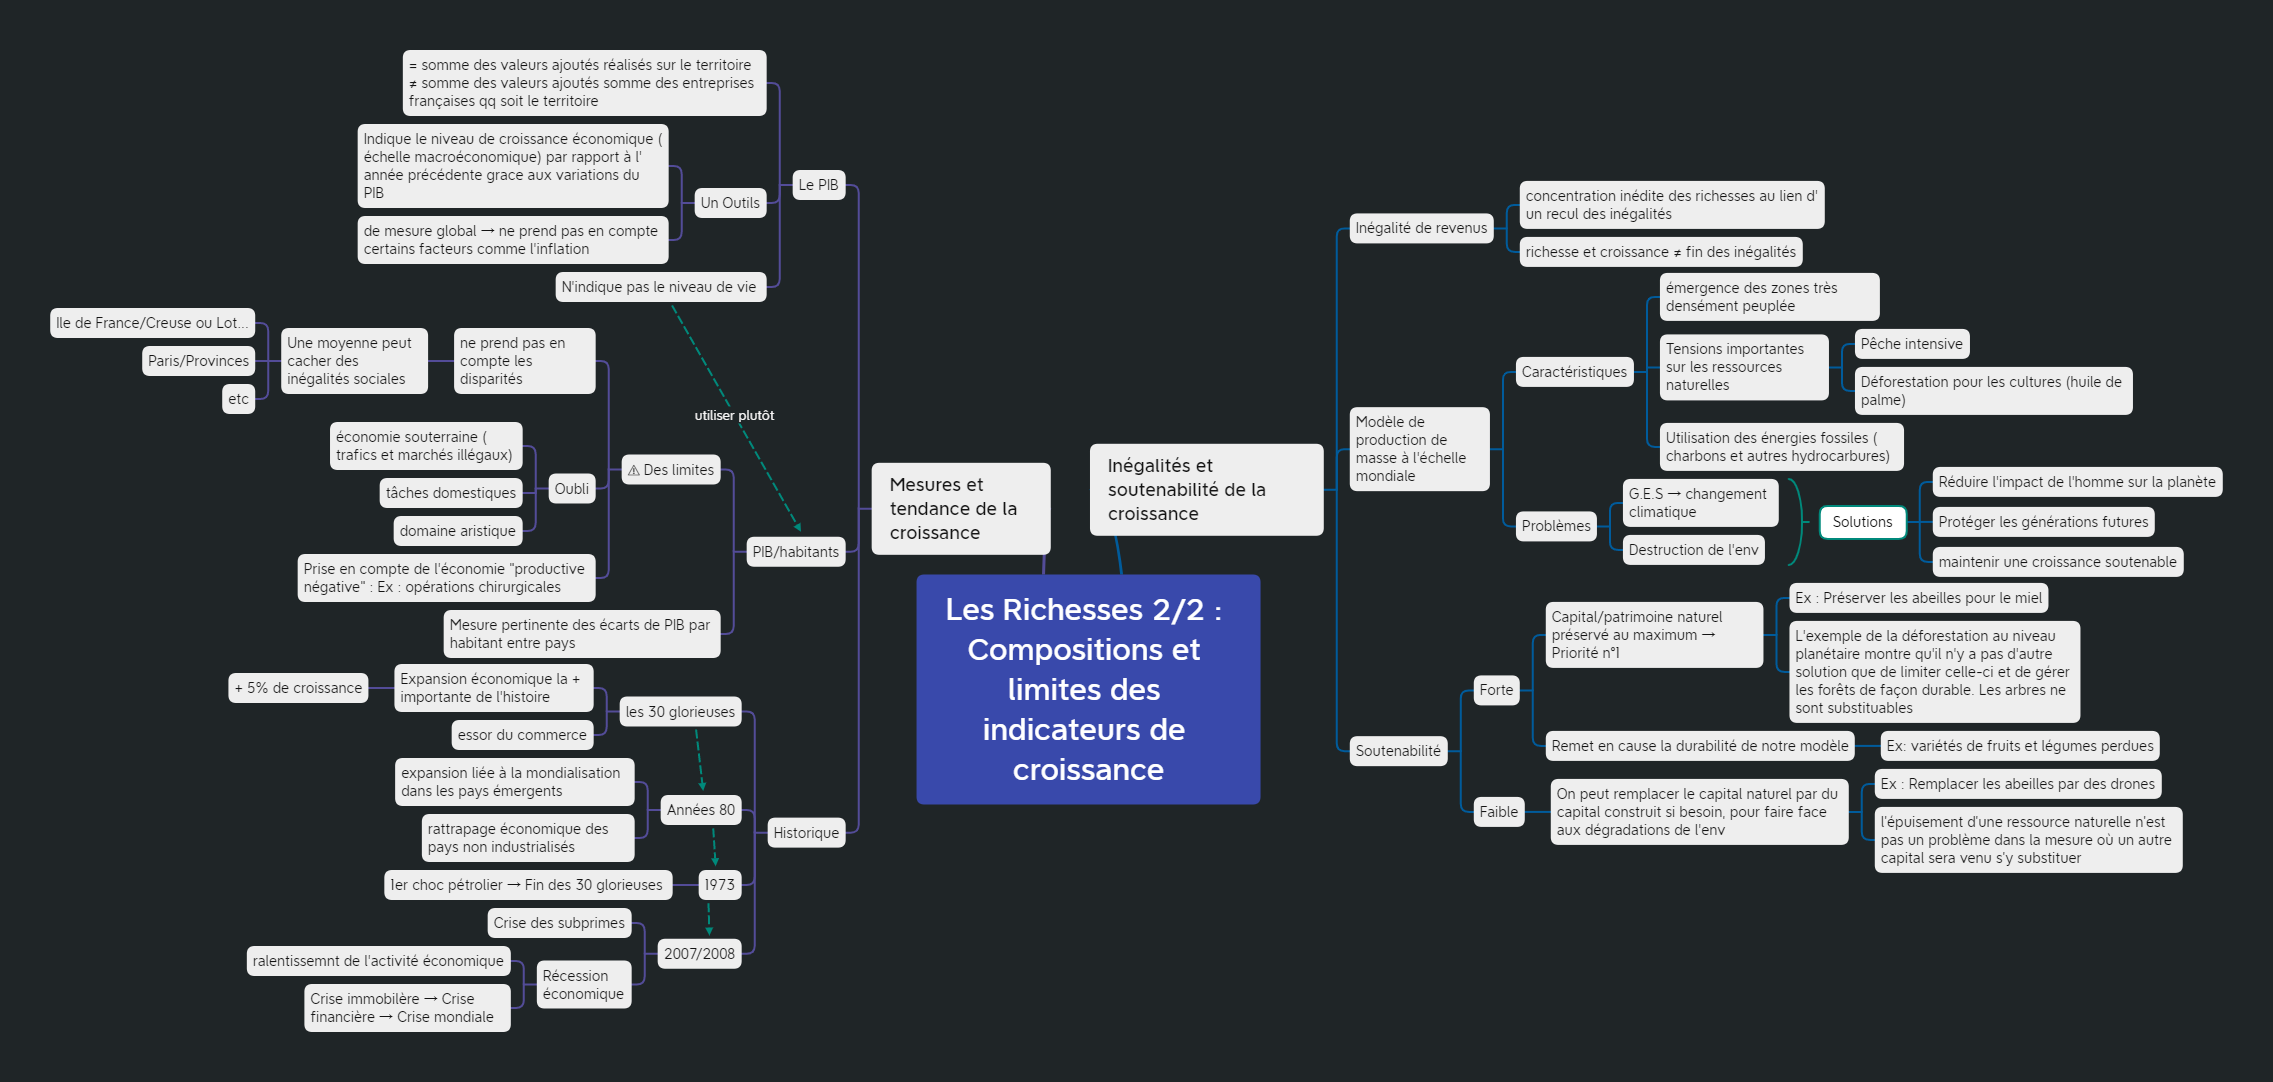 = somme des valeurs ajoutés réalisés sur le territoire
≠ somme des valeurs ajoutés somme des entreprises
françaises qq soit le territoire
Indique le niveau de croissance économique (
échelle macroéconomique) par rapport à l'
année précédente grace aux variations du
PIB
Un Outils
Le PIB
de mesure global → ne prend pas en compte
certains facteurs comme l'inflation
N'indique pas le niveau de vie
utiliser plutôt
Ile de France/Creuse ou Lot...
Paris/Provinces
etc
Une moyenne peut
cacher des
inégalités sociales
ne prend pas en
compte les
disparités
économie souterraine (
trafics et marchés illégaux)
tâches domestiques
domaine aristique
Oubli
⚠ Des limites
Prise en compte de l'économie "productive
négative" : Ex : opérations chirurgicales
PIB/habitants
Mesure pertinente des écarts de PIB par
habitant entre pays
Mesures et
tendance de la
croissance
+ 5% de croissance
Expansion économique la +
importante de l'histoire
essor du commerce
les 30 glorieuses
expansion liée à la mondialisation
dans les pays émergents
rattrapage économique des
pays non industrialisés
Années 80
Historique
1er choc pétrolier → Fin des 30 glorieuses
1973
Crise des subprimes
2007/2008
ralentissemnt de l'activité économique
Récession
économique
Crise immobilère → Crise
financière → Crise mondiale
Les Richesses 2/2 :
Compositions et
limites des
indicateurs de
croissance
Inégalités et
soutenabilité de la
croissance
Inégalité de revenus
concentration inédite des richesses au lien d'
un recul des inégalités
richesse et croissance ≠ fin des inégalités
Modèle de
production de
masse à l'échelle
mondiale
Caractéristiques
émergence des zones très
densément peuplée
Tensions importantes
sur les ressources
naturelles
Pêche intensive
Déforestation pour les cultures (huile de
palme)
Utilisation des énergies fossiles (
charbons et autres hydrocarbures)
Problèmes
G.E.S → changement
climatique
Destruction de l'env
Solutions
Réduire l'impact de l'homme sur la planète
Protéger les générations futures
maintenir une croissance soutenable
Soutenabilité
Forte
Capital/patrimoine naturel
préservé au maximum →
Priorité n°1
Ex : Préserver les abeilles pour le miel
L'exemple de la déforestation au niveau
planétaire montre qu'il n'y a pas d'autre
solution que de limiter celle-ci et de gérer
les forêts de façon durable. Les arbres ne
sont substituables
Remet en cause la durabilité de notre modèle
Ex: variétés de fruits et légumes perdues
Faible
On peut remplacer le capital naturel par du
capital construit si besoin, pour faire face
aux dégradations de l'env
Ex : Remplacer les abeilles par des drones
l'épuisement d'une ressource naturelle n'est
pas un problème dans la mesure où un autre
capital sera venu s'y substituer